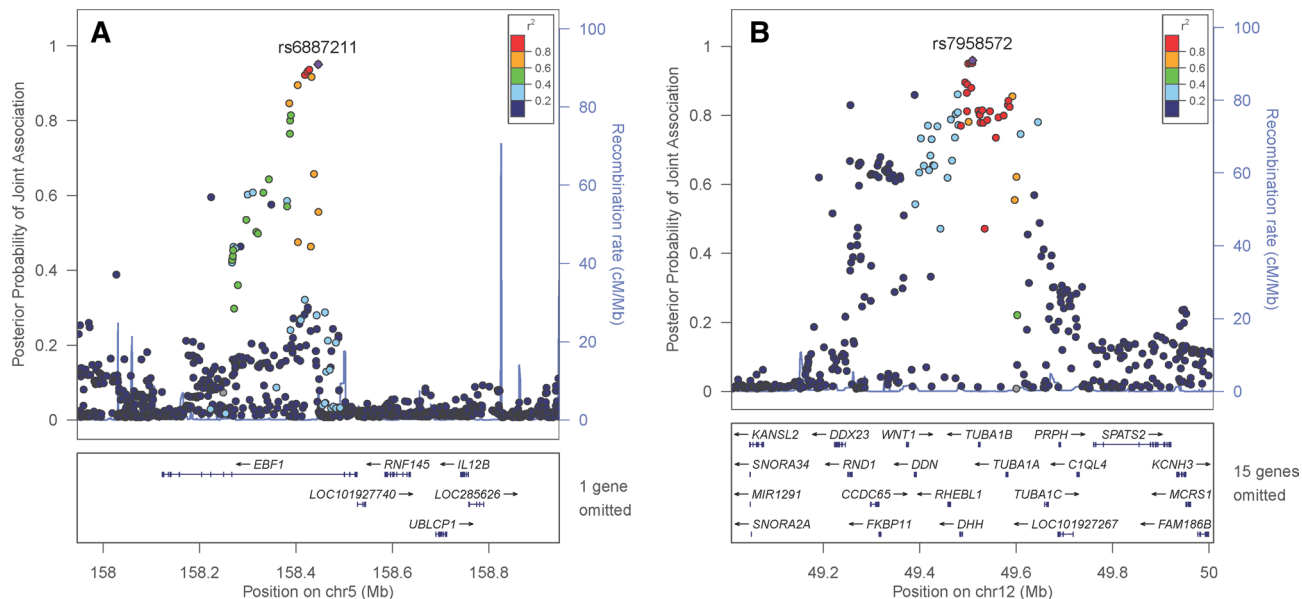 A
rs6887211
r²
0.8
0.6
0.4
0.2
Posterior Probability of Joint Association
1
0.8
0.6
0.4
0.2
0
Recombination rate (cM/Mb)
100
80
60
40
20
0
← EBF1
← RNF145
← IL12B
LOC101927740 →
LOC285626 →
UBLCP1 →
1 gene
omitted
158
158.2
158.4
158.6
158.8
Position on chr5 (Mb)
B
rs7958572
r²
0.8
0.6
0.4
0.2
Posterior Probability of Joint Association
1
0.8
0.6
0.4
0.2
0
Recombination rate (cM/Mb)
100
80
60
40
20
0
← KANSL2
← DDX23
WNT1 →
← TUBA1B
PRPH →
SPATS2 →
← SNORA34
← RND1
← DDN
← TUBA1A
← C1QL4
KCNH3 →
← MIR1291
CCDC65 →
← RHEBL1
TUBA1C →
← MCRS1
← SNORA2A
← FKBP11
← DHH
← LOC101927267
← FAM186B
15 genes
omitted
49.2
49.4
49.6
49.8
50
Position on chr12 (Mb)